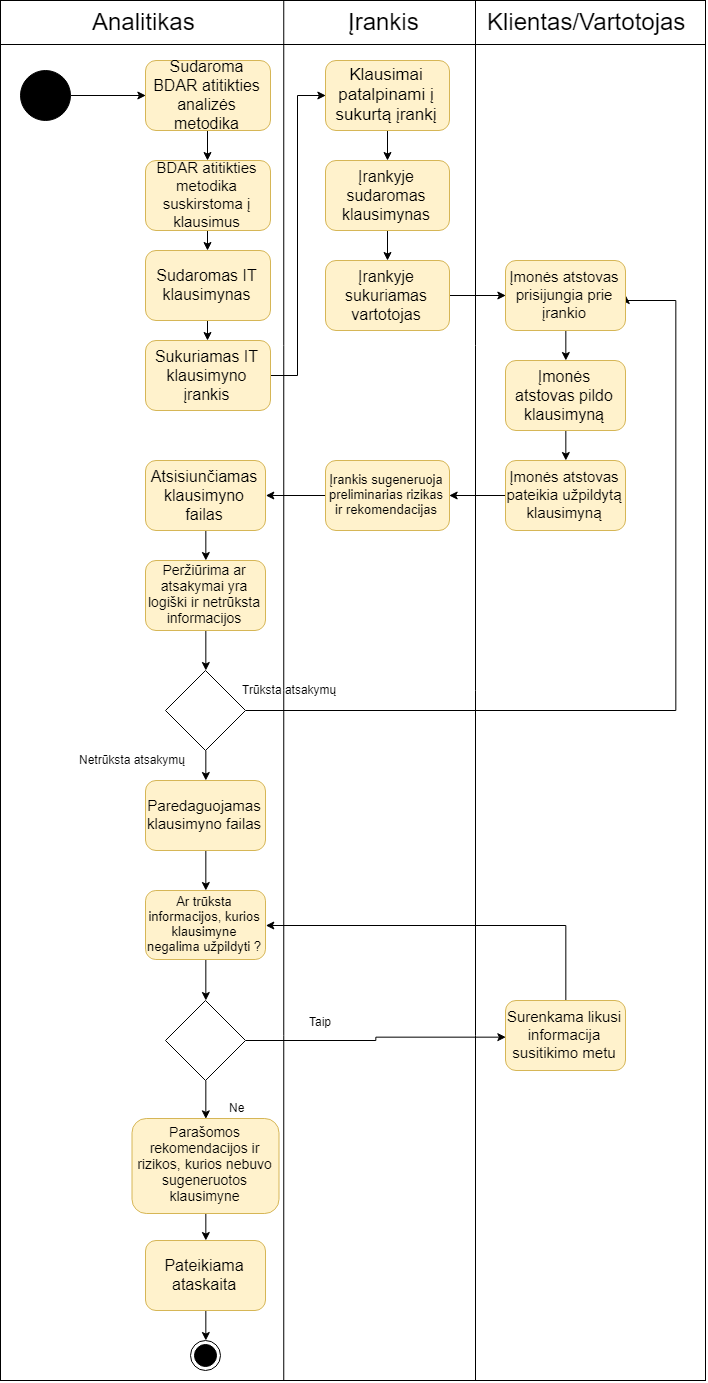 Analitikas
Įrankis
Klientas/Vartotojas
Sudaroma
BDAR atitikties
analizės
metodika
BDAR atitikties
metodika
suskirstoma į
klausimus
Sudaromas IT
klausimynas
Sukuriamas IT
klausimyno
įrankis
Klausimai
patalpinami į
sukurtą įrankį
Įrankyje
sudaromas
klausimynas
Įrankyje
sukuriamas
vartotojas
Įmonės atstovas
prisijungia prie
įrankio
Įmonės
atstovas pildo
klausimyną
Įmonės atstovas
pateikia užpildytą
klausimyną
Įrankis sugeneruoja
preliminarias rizikas
ir rekomendacijas
Atsisiunčiamas
klausimyno
failas
Peržiūrima ar
atsakymai yra
logiški ir netrūksta
informacijos
Trūksta atsakymų
Netrūksta atsakymų
Paredaguojamas
klausimyno failas
Ar trūksta
informacijos, kurios
klausimyne
negalima užpildyti ?
Taip
Surenkama likusi
informacija
susitikimo metu
Ne
Parašomos
rekomendacijos ir
rizikos, kurios nebuvo
sugeneruotos
klausimyne
Pateikiama
ataskaita